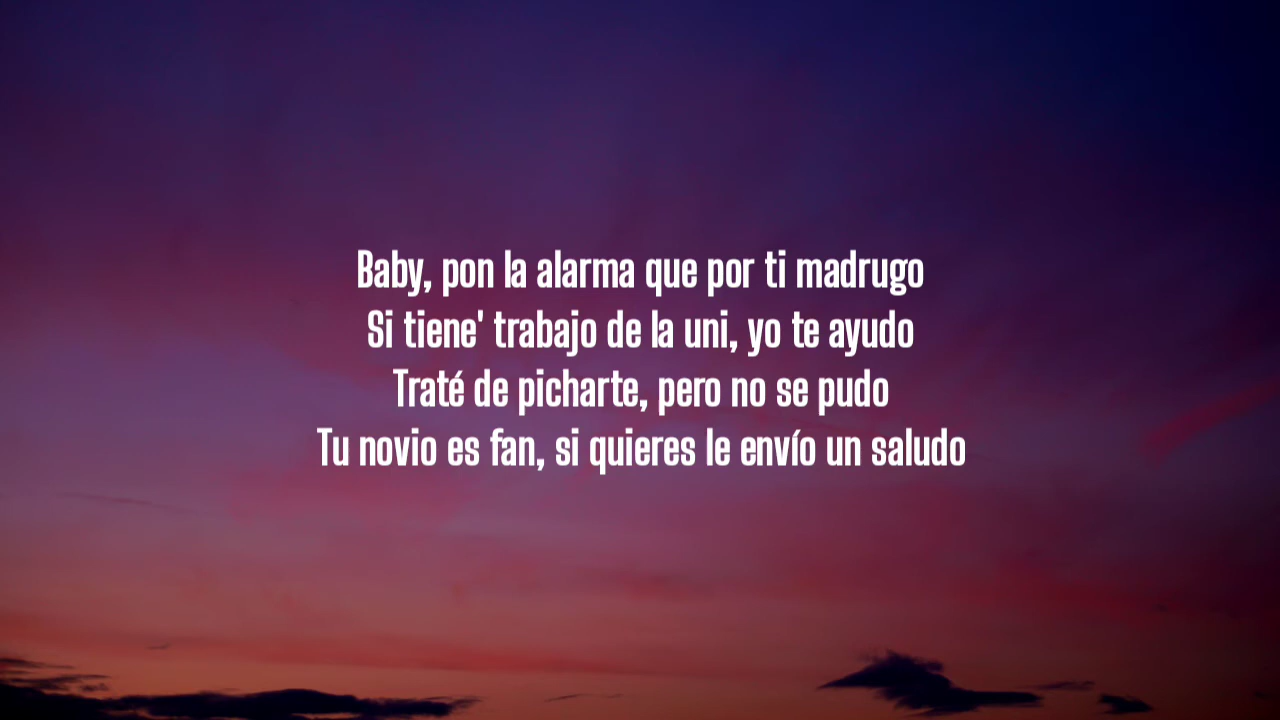 Baby, pon la alarma que por ti madrugo
Si tiene' trabajo de la uni, yo te ayudo
Traté de picharte, pero no se pudo
Tu novio es fan, si quieres le envío un saludo